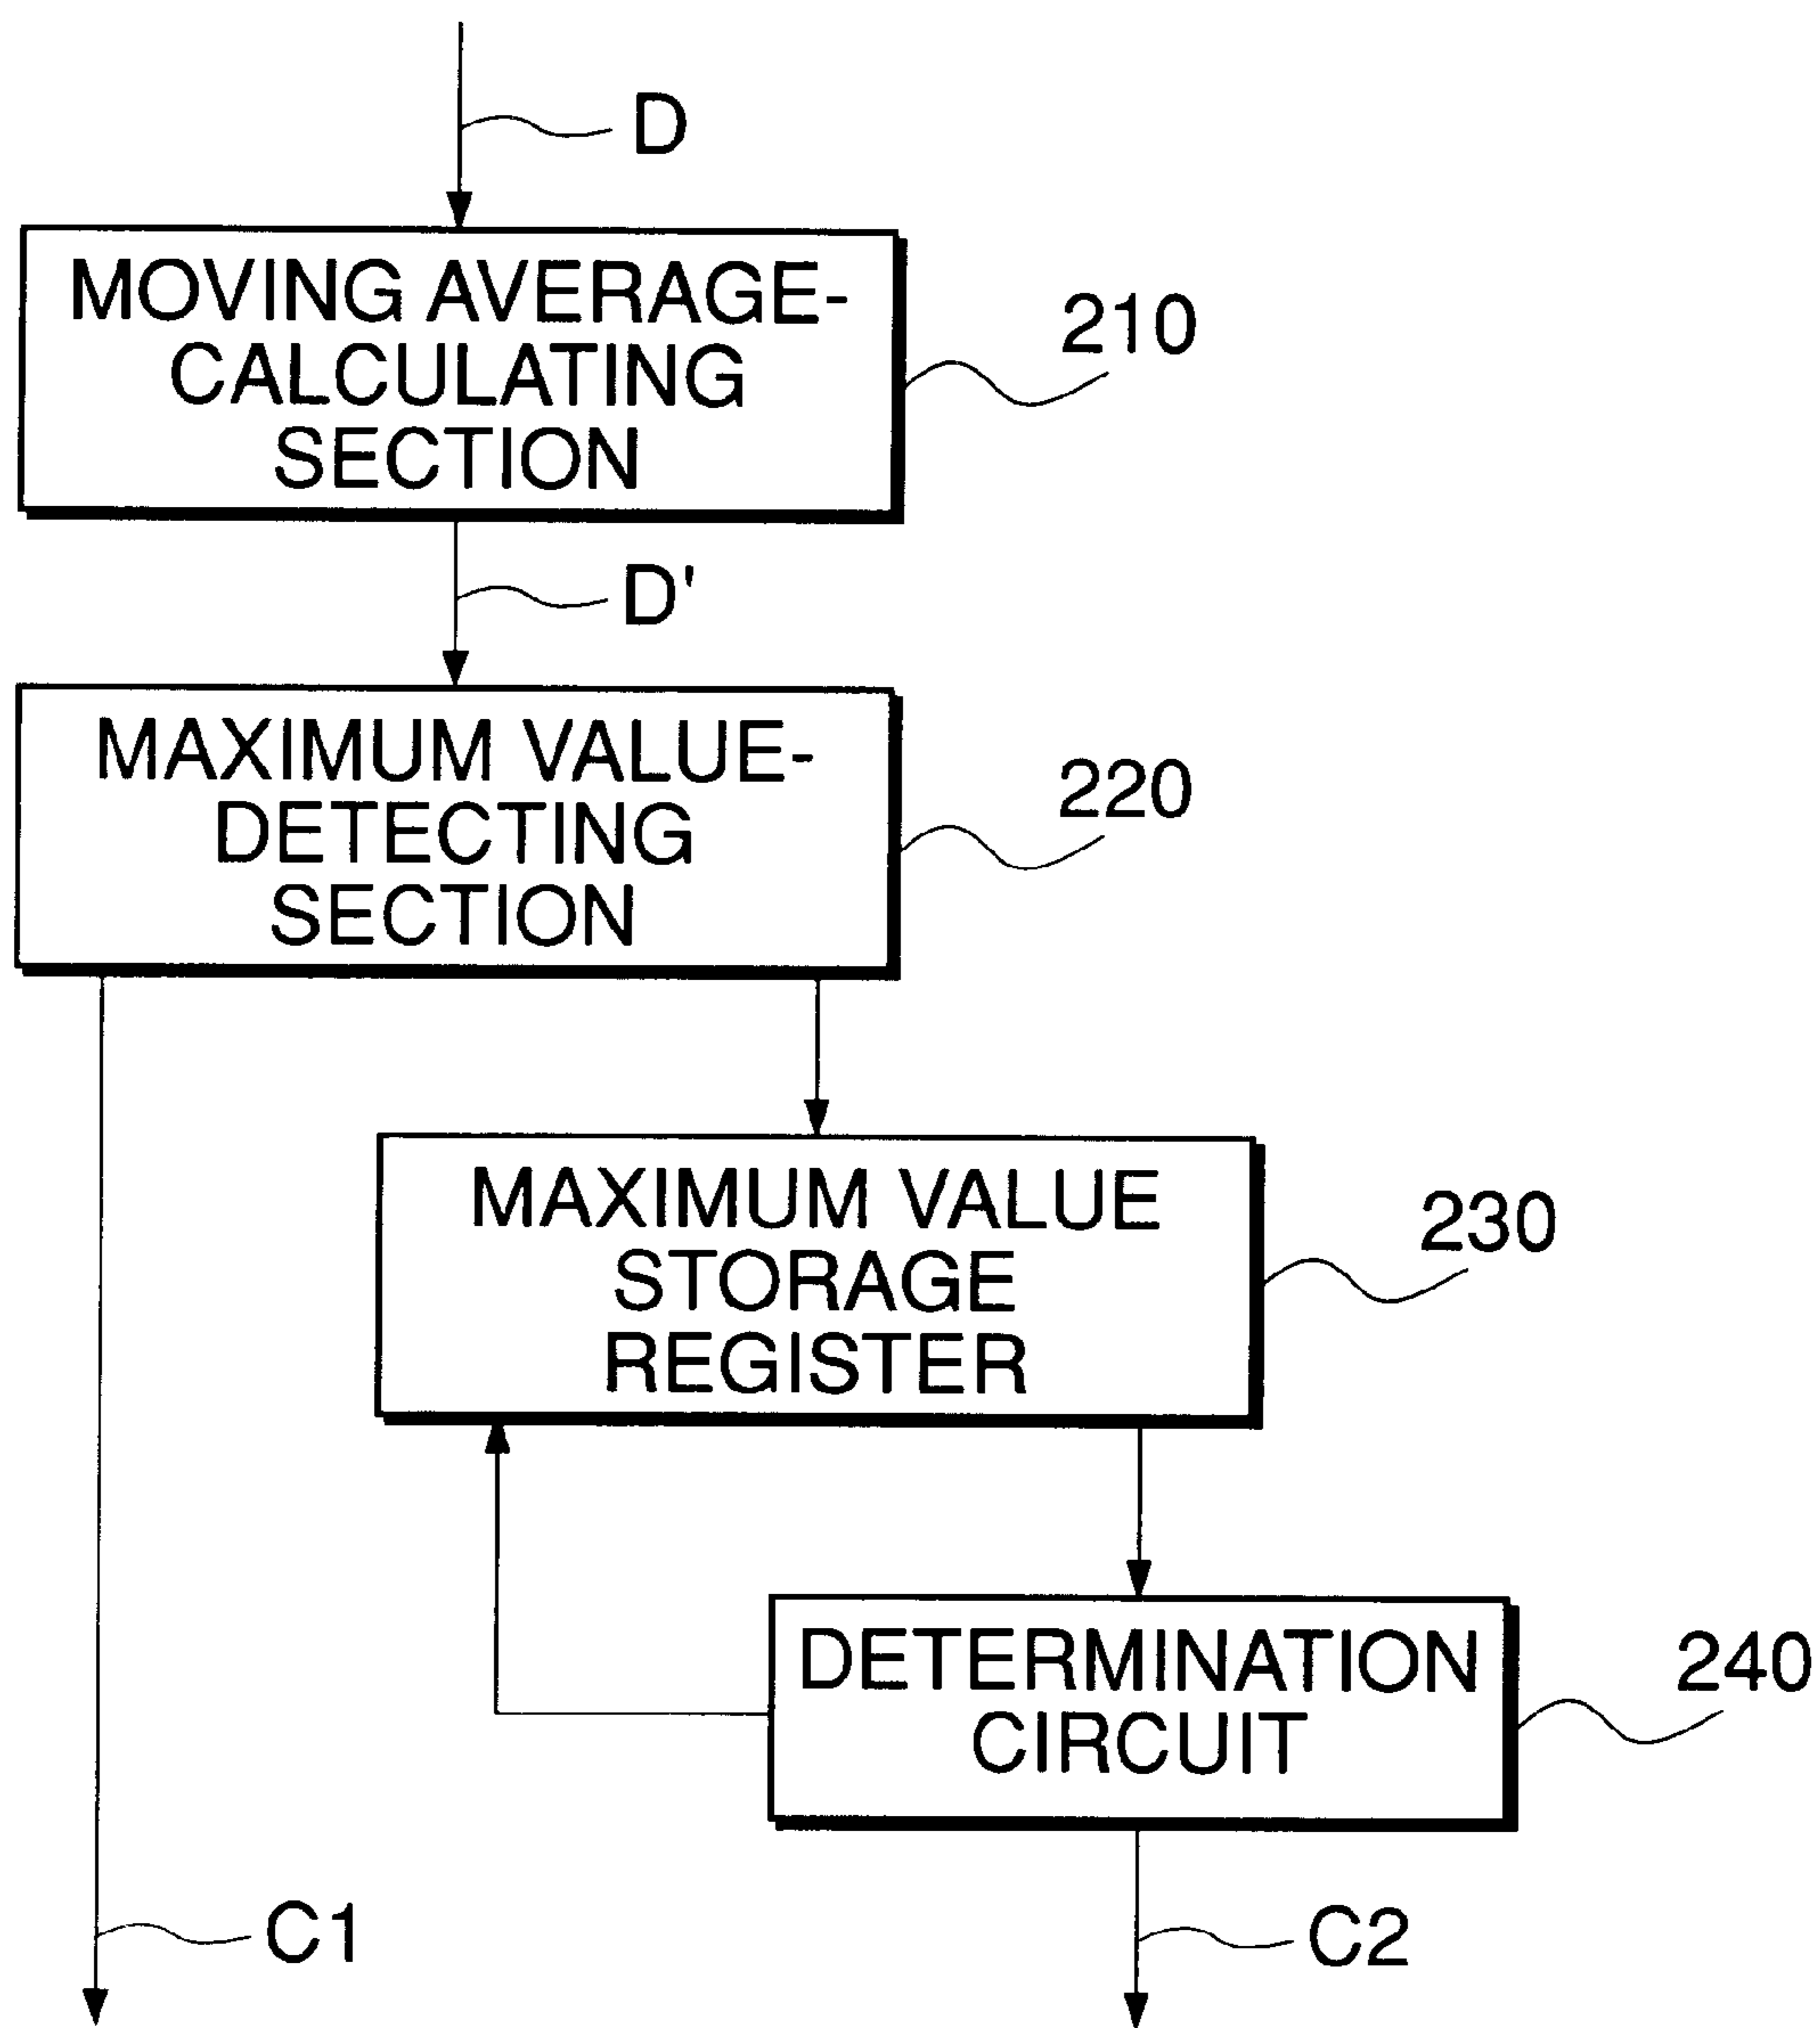 D
MOVING AVERAGE-
CALCULATING
SECTION
210
D'
MAXIMUM VALUE-
DETECTING
SECTION
220
MAXIMUM VALUE
STORAGE
REGISTER
230
DETERMINATION
CIRCUIT
240
C1
C2